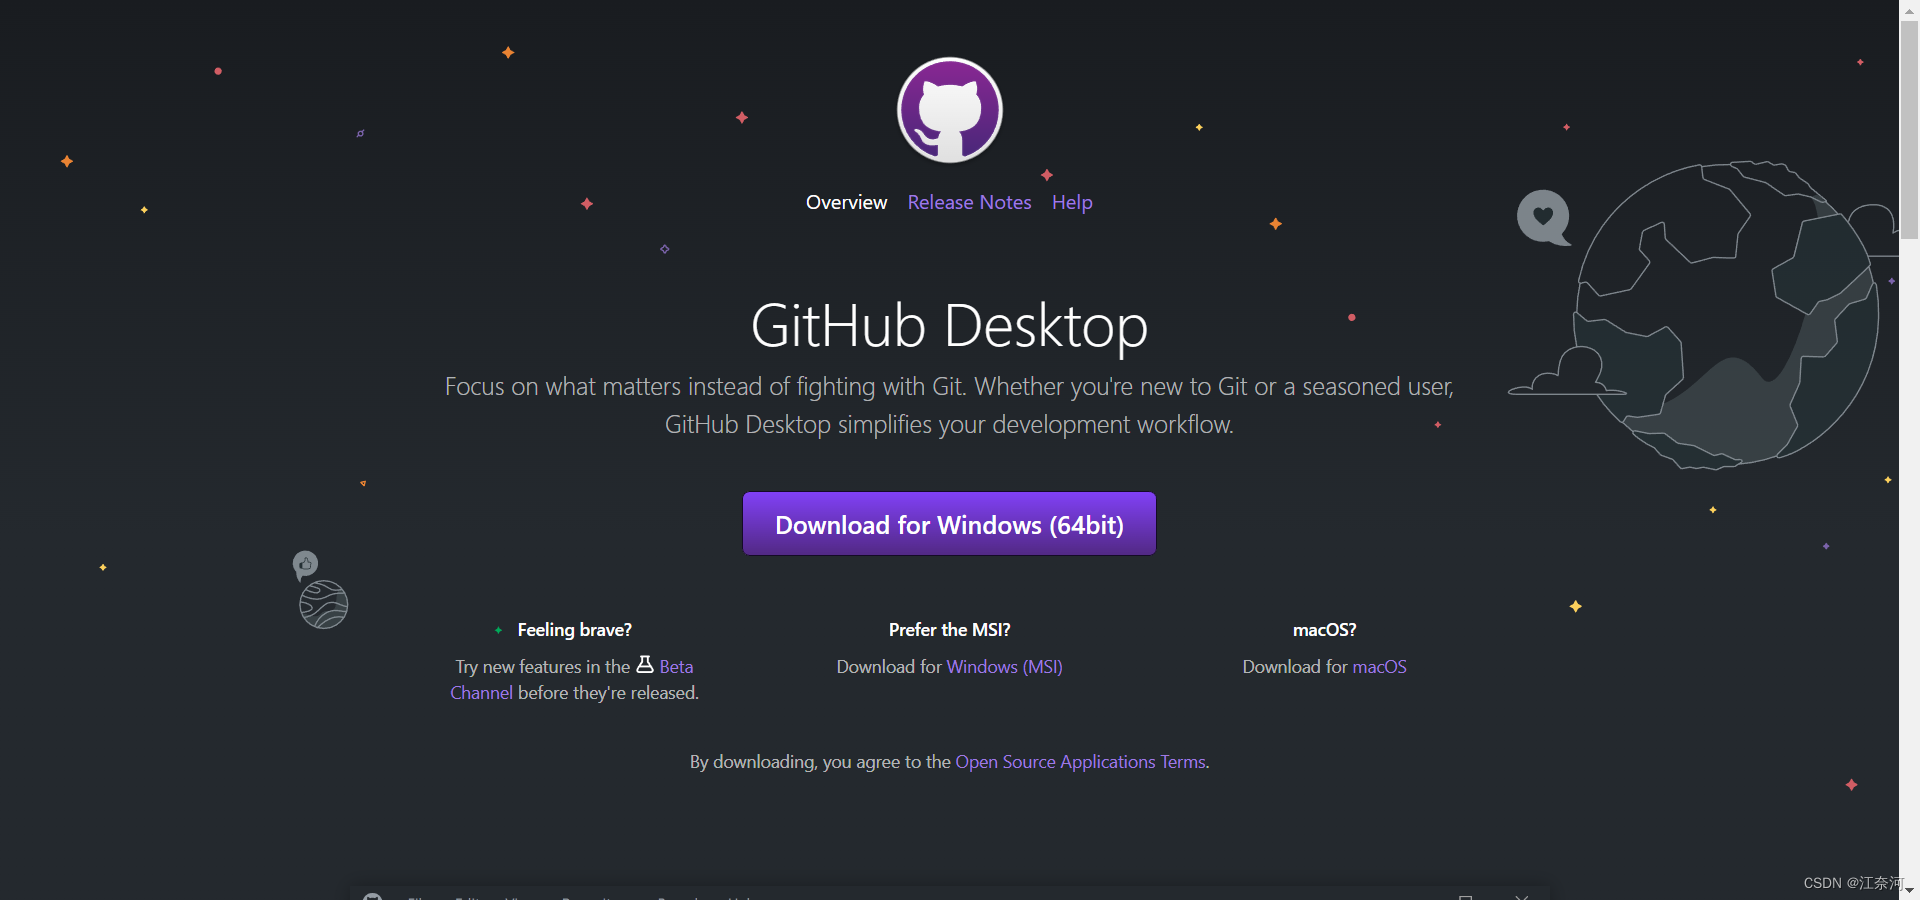 Overview Release Notes Help
GitHub Desktop
Focus on what matters instead of fighting with Git. Whether you're new to Git or a seasoned user,
GitHub Desktop simplifies your development workflow.
Download for Windows (64bit)
Feeling brave?
Try new features in the Beta
Channel before they're released.
Prefer the MSI?
Download for Windows (MSI)
macOS?
Download for macOS
By downloading, you agree to the Open Source Applications Terms.
CSDN @江奈河